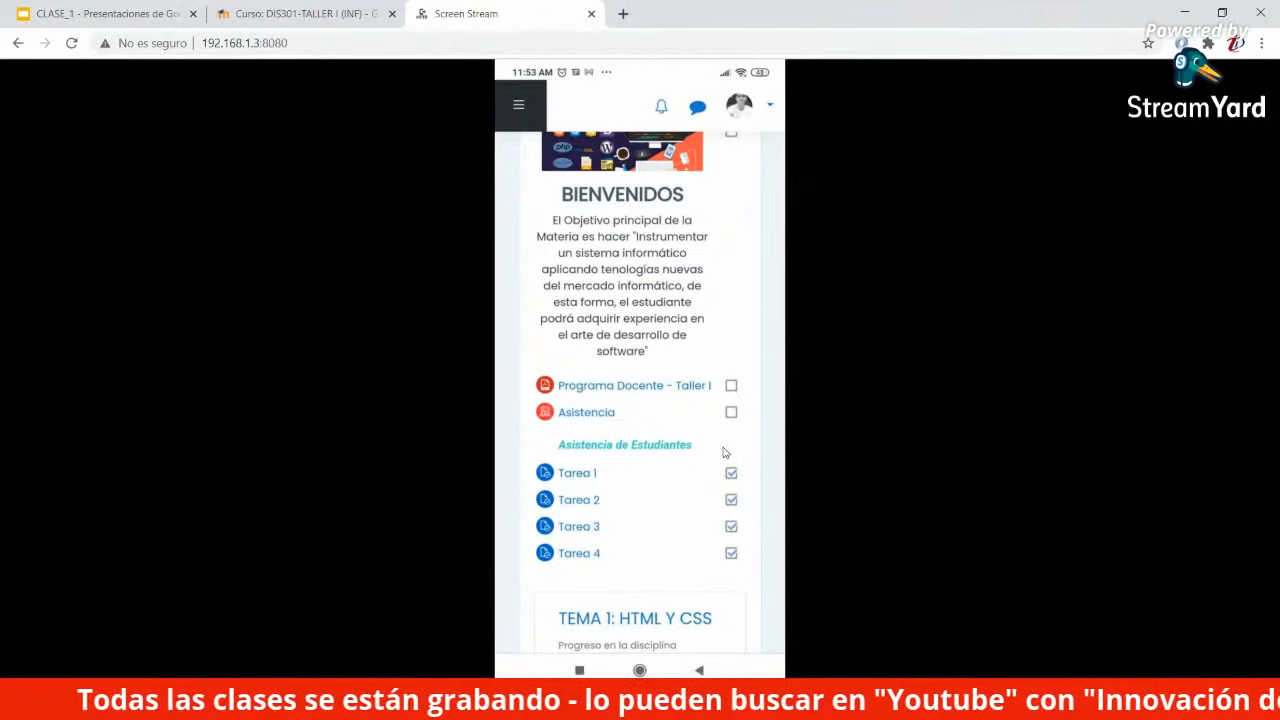 CLASE_1 - Presentaciones de Go
Curso: DIS301-TALLER I (INF) - G
Screen Stream
No es seguro
192.168.1.3:8080
Powered by
StreamYard
11:53 AM
43
php
BIENVENIDOS
El Objetivo principal de la
Materia es hacer "Instrumentar
un sistema informático
aplicando tenologías nuevas
del mercado informático, de
esta forma, el estudiante
podrá adquirir experiencia en
el arte de desarrollo de
software"
Programa Docente - Taller I
Asistencia
Asistencia de Estudiantes
Tarea 1
Tarea 2
Tarea 3
Tarea 4
TEMA 1: HTML Y CSS
Progreso en la disciplina
Todas las clases se están grabando - lo pueden buscar en "Youtube" con "Innovación de